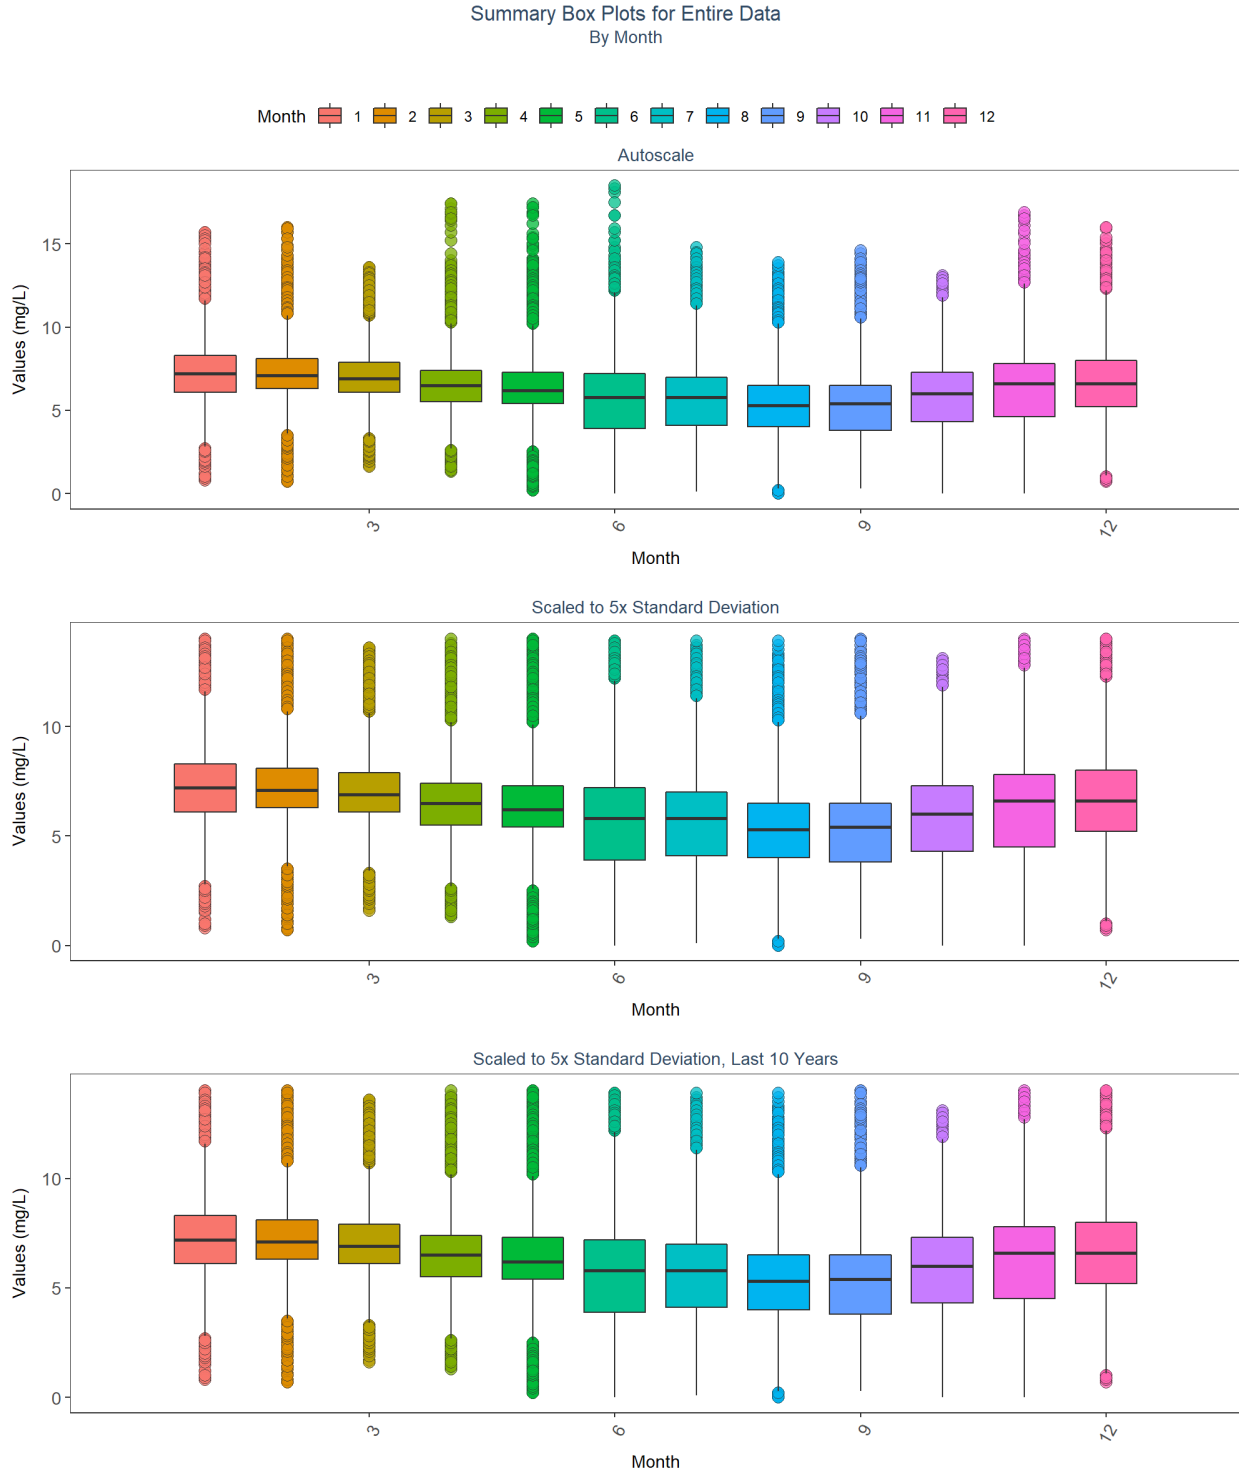 Summary Box Plots for Entire Data
By Month
Month 1 2 3 4 5 6 7 8 9 10 11 12
Autoscale
Values (mg/L)
15
10
5
0
3 6 9 12
Month
Scaled to 5x Standard Deviation
Values (mg/L)
10
5
0
3 6 9 12
Month
Scaled to 5x Standard Deviation, Last 10 Years
Values (mg/L)
10
5
0
3 6 9 12
Month